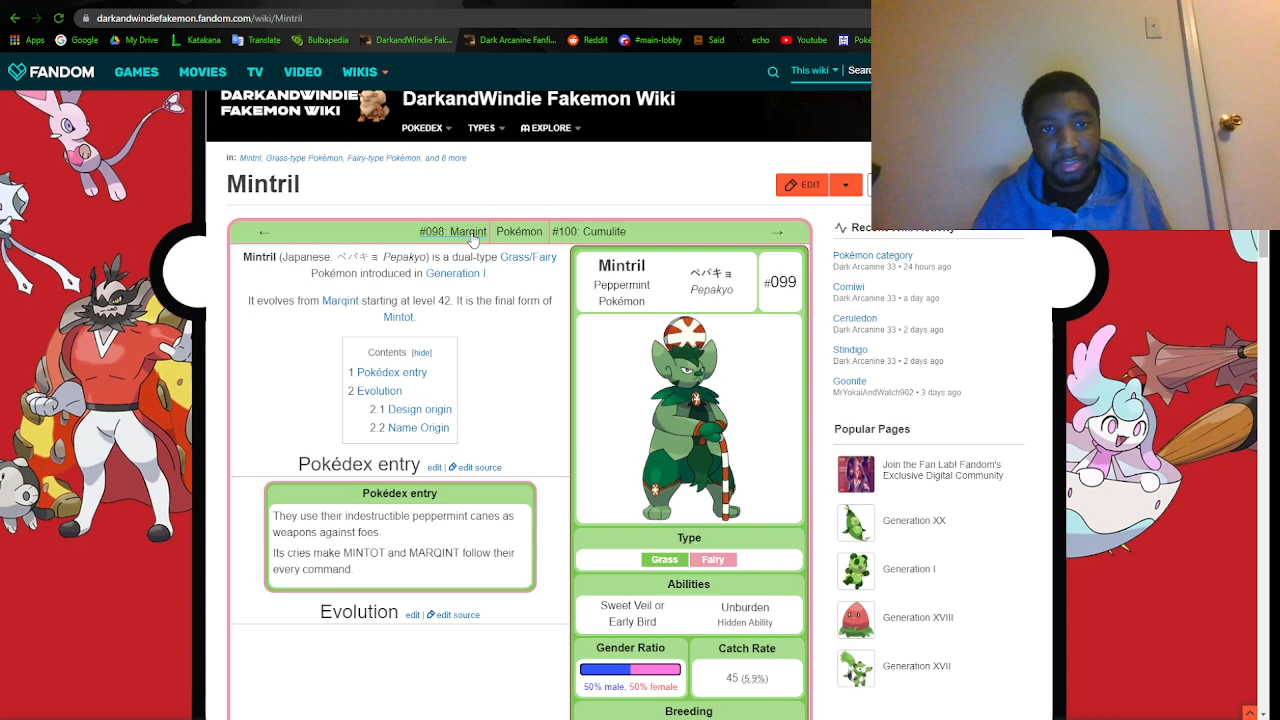 darkandwindiefakemon.fandom.com/wiki/Mintril
Apps Google My Drive Katakana Translate Bulbapedia DarkandWindie Fak... Dark Arcanine Fanfi... Reddit #main-lobby Said echo Youtube Poké
FANDOM GAMES MOVIES TV VIDEO WIKIS This wiki Searc
DARKANDWINDIE
FAKEMON WIKI
DarkandWindie Fakemon Wiki
POKEDEX TYPES EXPLORE
in: Mintril, Grass-type Pokémon, Fairy-type Pokémon, and 8 more
Mintril
EDIT
← #098: Marqint Pokémon #100: Cumulite →
Mintril (Japanese. ペパキョ Pepakyo) is a dual-type Grass/Fairy
Pokémon introduced in Generation I.
It evolves from Marqint starting at level 42. It is the final form of
Mintot.
Contents [hide]
1 Pokédex entry
2 Evolution
2.1 Design origin
2.2 Name Origin
Pokédex entry edit | edit source
Pokédex entry
They use their indestructible peppermint canes as
weapons against foes.
Its cries make MINTOT and MARQINT follow their
every command.
Evolution edit | edit source
Mintril
Peppermint
Pokémon
ペパキョ
Pepakyo
#099
Type
Grass Fairy
Abilities
Sweet Veil or
Early Bird
Unburden
Hidden Ability
Gender Ratio
50% male, 50% female
Catch Rate
45 (5.9%)
Breeding
Recent Wiki Activity
Pokémon category
Dark Arcanine 33 • 24 hours ago
Comiwi
Dark Arcanine 33 • a day ago
Ceruledon
Dark Arcanine 33 • 2 days ago
Stindigo
Dark Arcanine 33 • 2 days ago
Goonite
MrYokaiAndWatch902 • 3 days ago
Popular Pages
Join the Fan Lab! Fandom's
Exclusive Digital Community
Generation XX
Generation I
Generation XVIII
Generation XVII